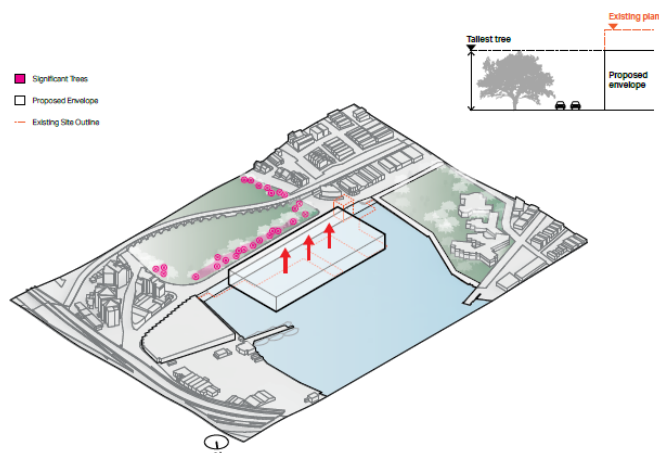 Existing plan
Tallest tree
Proposed
envelope
Significant Trees
Proposed Envelope
Existing Site Outline